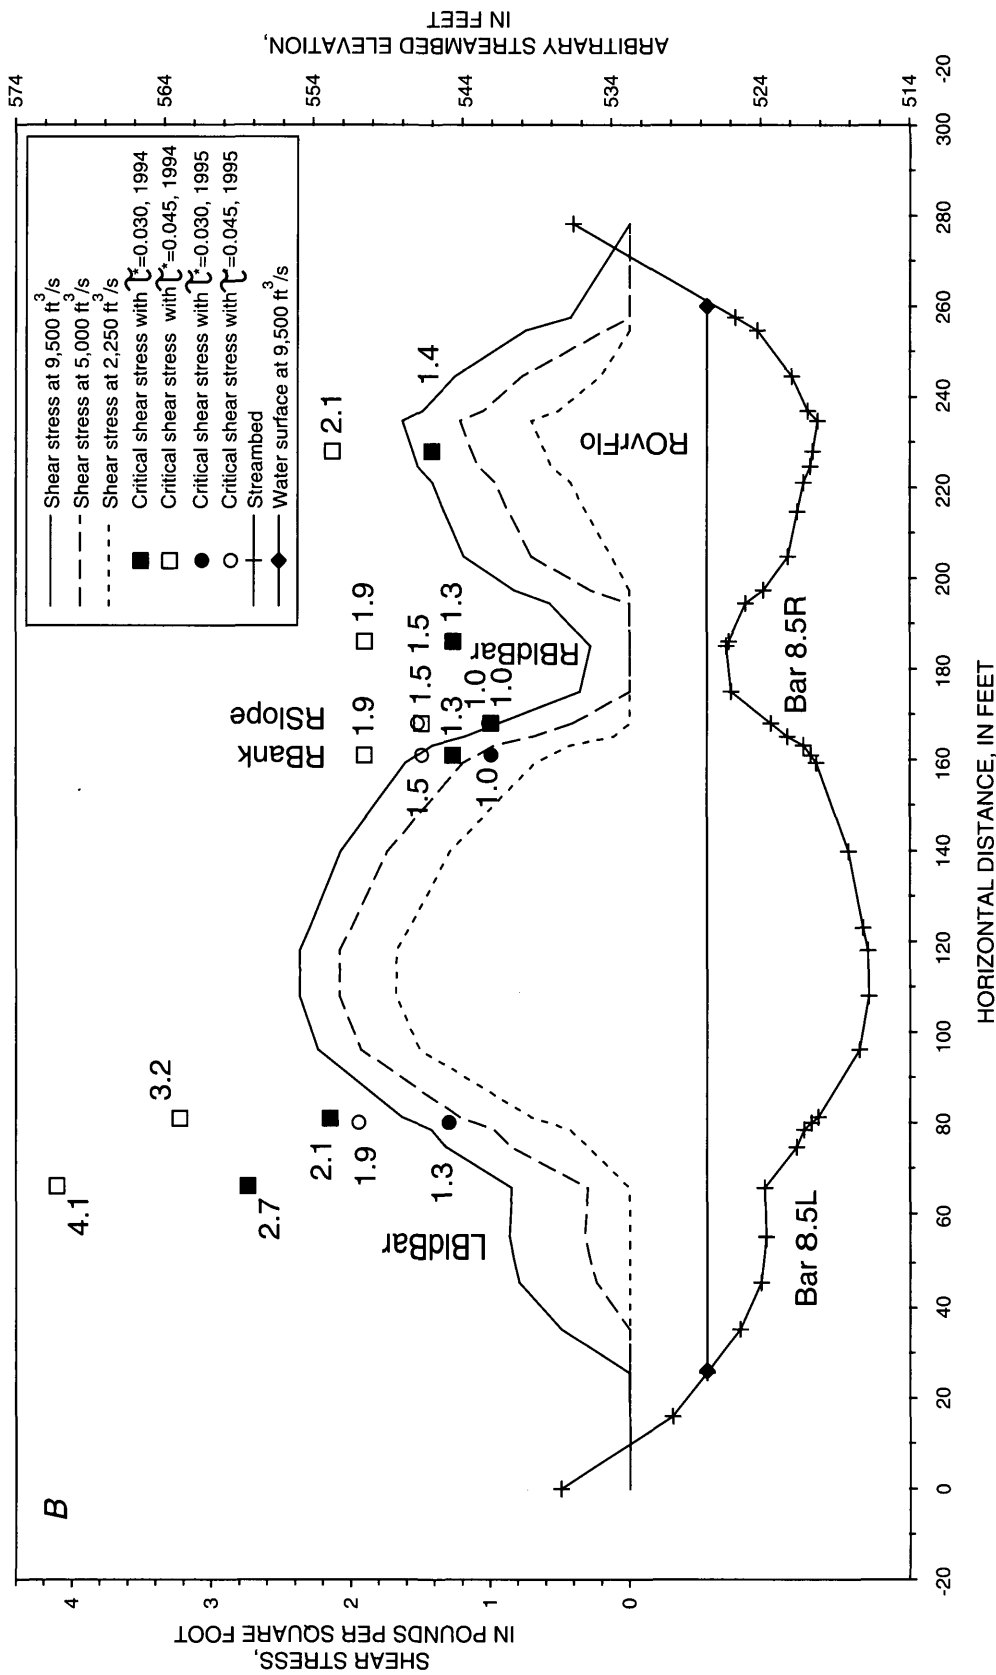 B
Shear stress at 9,500 ft³/s
Shear stress at 5,000 ft³/s
Shear stress at 2,250 ft³/s
Critical shear stress with τ*=0.030, 1994
Critical shear stress with τ*=0.045, 1994
Critical shear stress with τ*=0.030, 1995
Critical shear stress with τ*=0.045, 1995
Streambed
Water surface at 9,500 ft³/s
SHEAR STRESS,
IN POUNDS PER SQUARE FOOT
4
3
2
1
0
ARBITRARY STREAMBED ELEVATION,
IN FEET
574
564
554
544
534
524
514
4.1
2.7
3.2
2.1
1.9
1.3
LBldBar
RBank
RSlope
1.9
1.9
1.5
1.5
1.5
1.3
1.3
1.0
1.0
1.0
RBldBar
2.1
1.4
ROvrFlo
Bar 8.5L
Bar 8.5R
-20
0
20
40
60
80
100
120
140
160
180
200
220
240
260
280
300
-20
HORIZONTAL DISTANCE, IN FEET